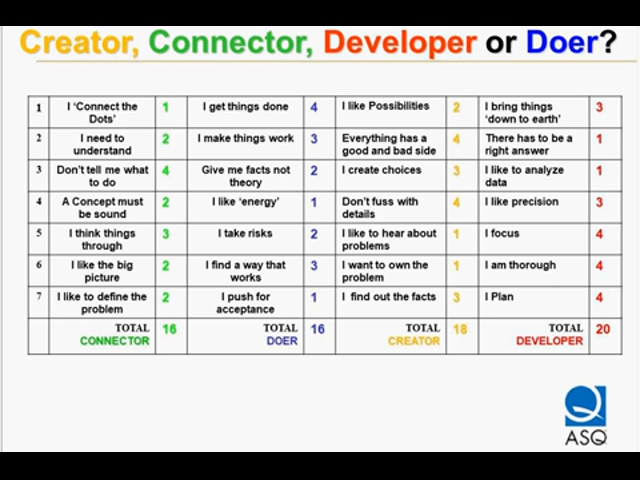 Creator, Connector, Developer or Doer?
1 I 'Connect the Dots' 1 I get things done 4 I like Possibilities 2 I bring things 'down to earth' 3
2 I need to understand 2 I make things work 3 Everything has a good and bad side 4 There has to be a right answer 1
3 Don't tell me what to do 4 Give me facts not theory 2 I create choices 3 I like to analyze data 1
4 A Concept must be sound 2 I like 'energy' 1 Don't fuss with details 4 I like precision 3
5 I think things through 3 I take risks 2 I like to hear about problems 1 I focus 4
6 I like the big picture 2 I find a way that works 3 I want to own the problem 1 I am thorough 4
7 I like to define the problem 2 I push for acceptance 1 I find out the facts 3 I Plan 4
TOTAL CONNECTOR 16 TOTAL DOER 16 TOTAL CREATOR 18 TOTAL DEVELOPER 20
ASQ